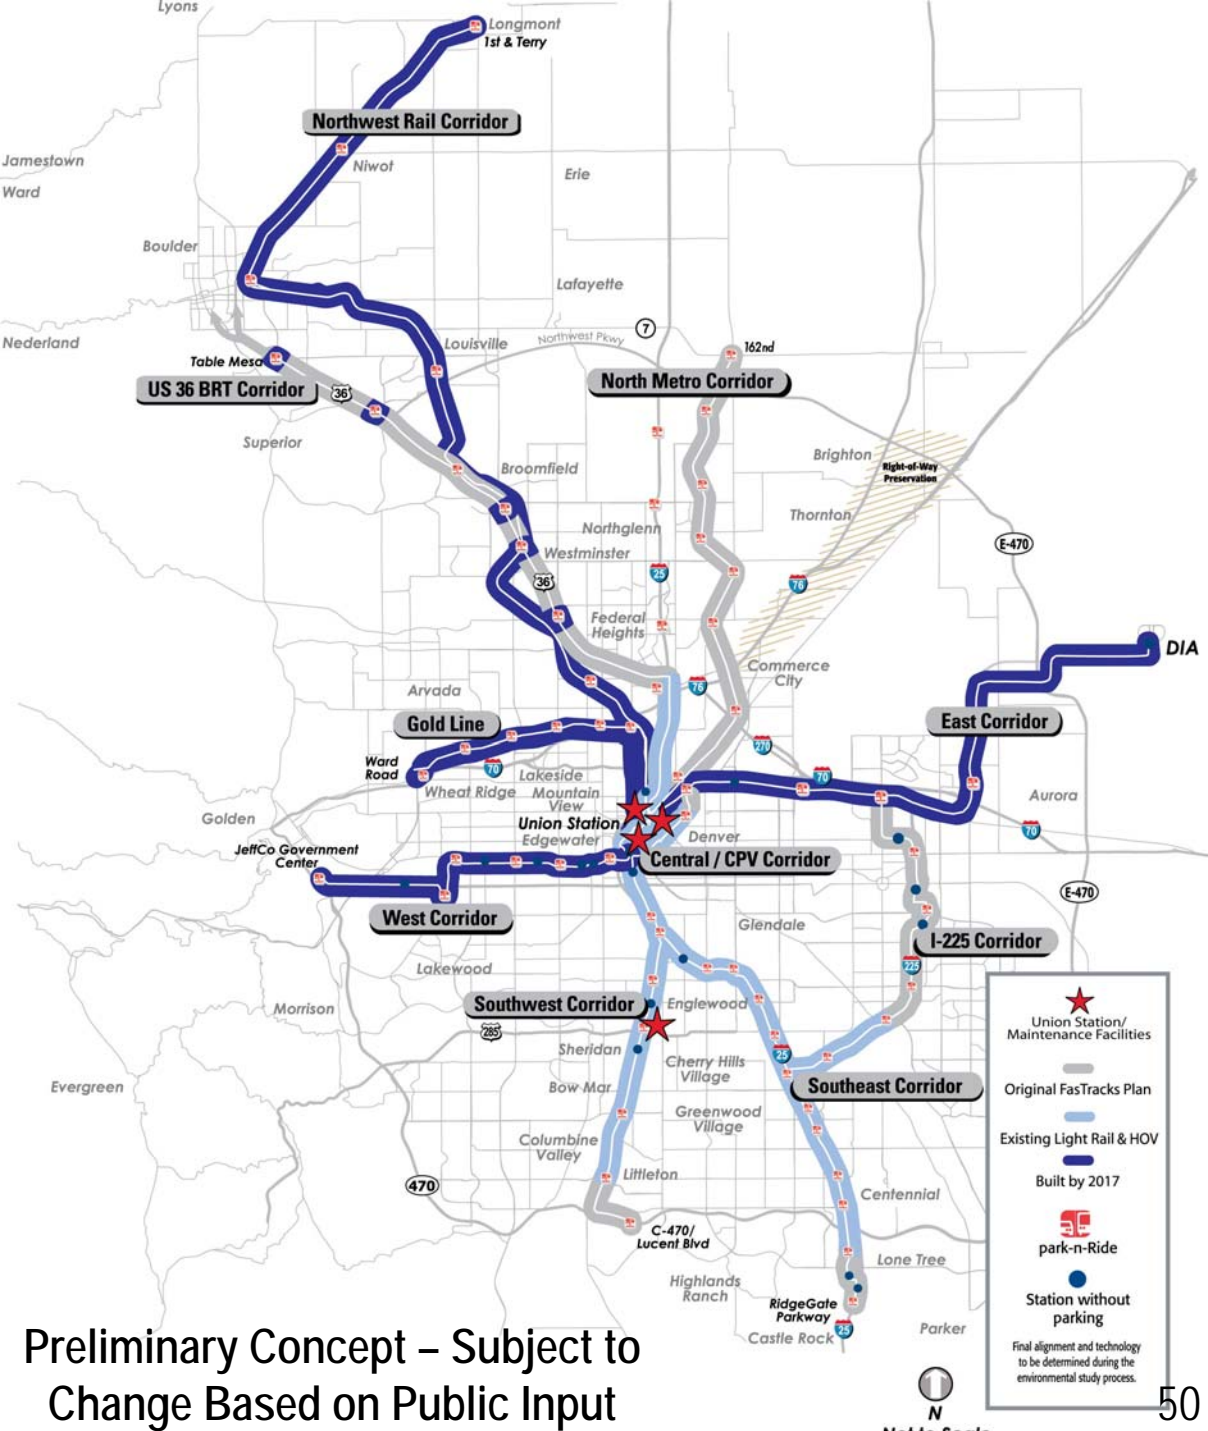 Lyons
Longmont
1st & Terry
Northwest Rail Corridor
Jamestown
Niwot
Erie
Ward
Boulder
Lafayette
7
Nederland
Northwest Pkwy
Louisville
162nd
Table Mesa
US 36 BRT Corridor
36
North Metro Corridor
Superior
Brighton
Right-of-Way
Preservation
Broomfield
Thornton
Northglenn
E-470
Westminster
25
76
36
Federal
Heights
DIA
Commerce
City
76
Arvada
Gold Line
East Corridor
270
Ward
Road
70
Lakeside
70
Wheat Ridge
Mountain
View
Aurora
Golden
Union Station
70
Edgewater
Denver
JeffCo Government
Center
Central / CPV Corridor
E-470
West Corridor
Glendale
I-225 Corridor
225
Lakewood
Southwest Corridor
Englewood
Morrison
285
Sheridan
25
Cherry Hills
Village
Evergreen
Bow Mar
Southeast Corridor
Greenwood
Village
Columbine
Valley
470
Littleton
Centennial
C-470/
Lucent Blvd
Lone Tree
Highlands
Ranch
RidgeGate
Parkway
25
Castle Rock
Parker
Union Station/
Maintenance Facilities
Original FasTracks Plan
Existing Light Rail & HOV
Built by 2017
park-n-Ride
Station without
parking
Final alignment and technology
to be determined during the
environmental study process.
Preliminary Concept – Subject to
Change Based on Public Input
N
50